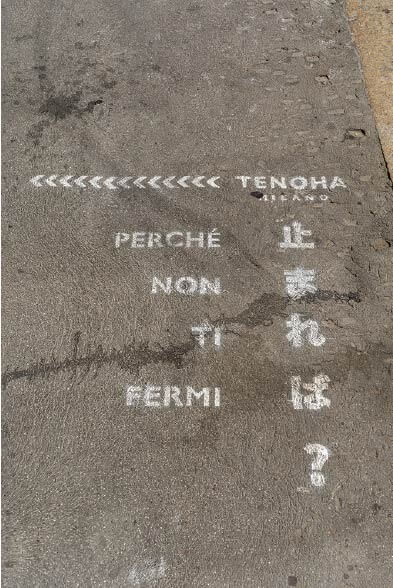 <<<<<<<<<<<<< TENOHA
MILANO
PERCHÉ
NON
TI
FERMI
止まれば?